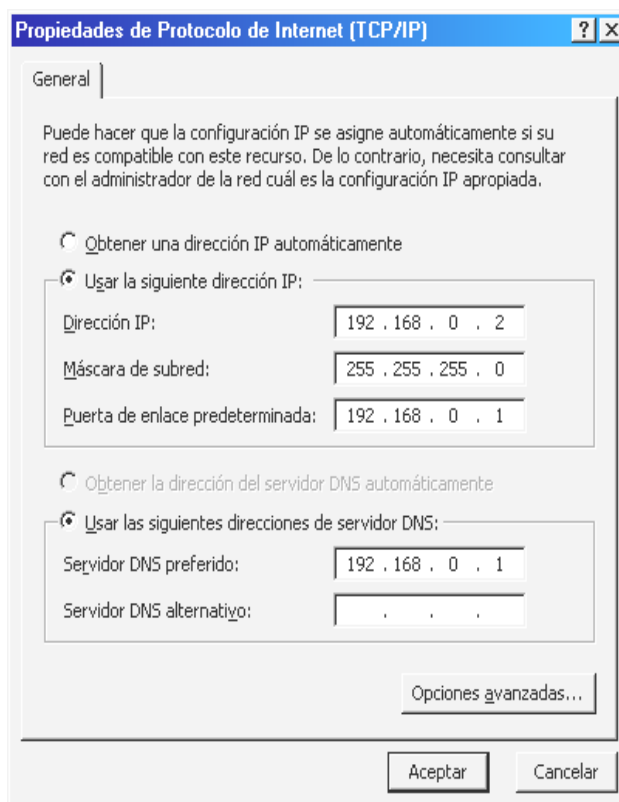 Propiedades de Protocolo de Internet (TCP/IP)
General
Puede hacer que la configuración IP se asigne automáticamente si su
red es compatible con este recurso. De lo contrario, necesita consultar
con el administrador de la red cuál es la configuración IP apropiada.
Obtener una dirección IP automáticamente
Usar la siguiente dirección IP:
Dirección IP: 192 . 168 . 0 . 2
Máscara de subred: 255 . 255 . 255 . 0
Puerta de enlace predeterminada: 192 . 168 . 0 . 1
Obtener la dirección del servidor DNS automáticamente
Usar las siguientes direcciones de servidor DNS:
Servidor DNS preferido: 192 . 168 . 0 . 1
Servidor DNS alternativo: . . .
Opciones avanzadas...
Aceptar Cancelar